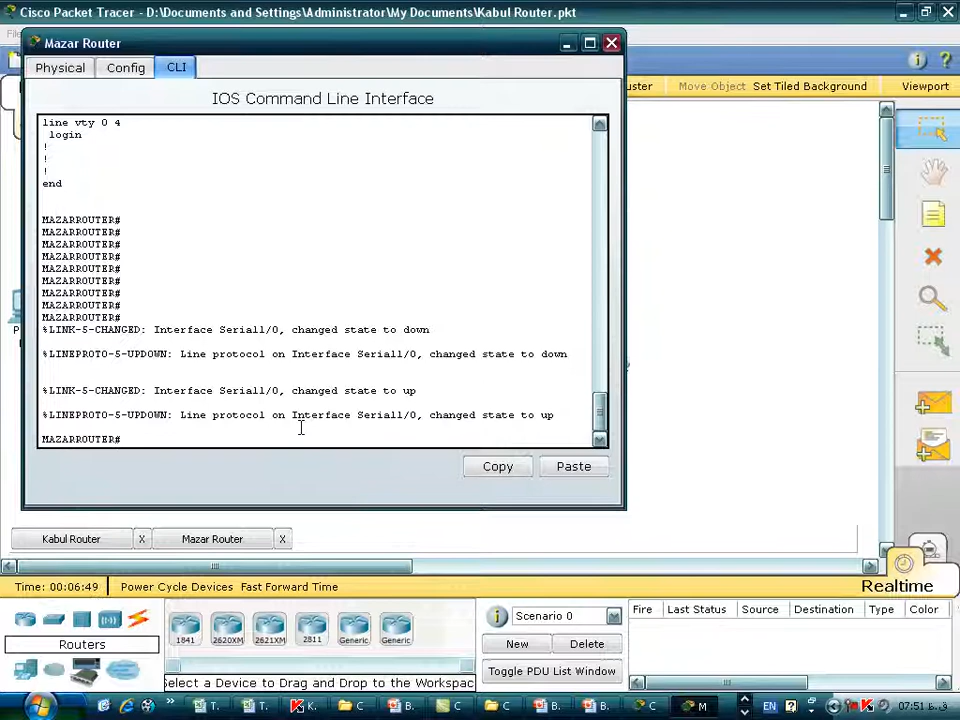 Cisco Packet Tracer - D:\Documents and Settings\Administrator\My Documents\Kabul Router.pkt
Mazar Router
Physical Config CLI
uster Move Object Set Tiled Background Viewport
IOS Command Line Interface
line vty 0 4
login
!
!
!
end
MAZARROUTER#
MAZARROUTER#
MAZARROUTER#
MAZARROUTER#
MAZARROUTER#
MAZARROUTER#
MAZARROUTER#
MAZARROUTER#
MAZARROUTER#
%LINK-5-CHANGED: Interface Serial1/0, changed state to down
%LINEPROTO-5-UPDOWN: Line protocol on Interface Serial1/0, changed state to down
%LINK-5-CHANGED: Interface Serial1/0, changed state to up
%LINEPROTO-5-UPDOWN: Line protocol on Interface Serial1/0, changed state to up
MAZARROUTER#
Copy Paste
Kabul Router X Mazar Router X
Time: 00:06:49 Power Cycle Devices Fast Forward Time
Realtime
1841 2620XM 2621XM 2811 Generic Generic
Routers
Select a Device to Drag and Drop to the Workspac
Scenario 0
New Delete
Toggle PDU List Window
Fire Last Status Source Destination Type Color
T. T. K. C B. C C B. B. C M EN 07:51 ق.ظ